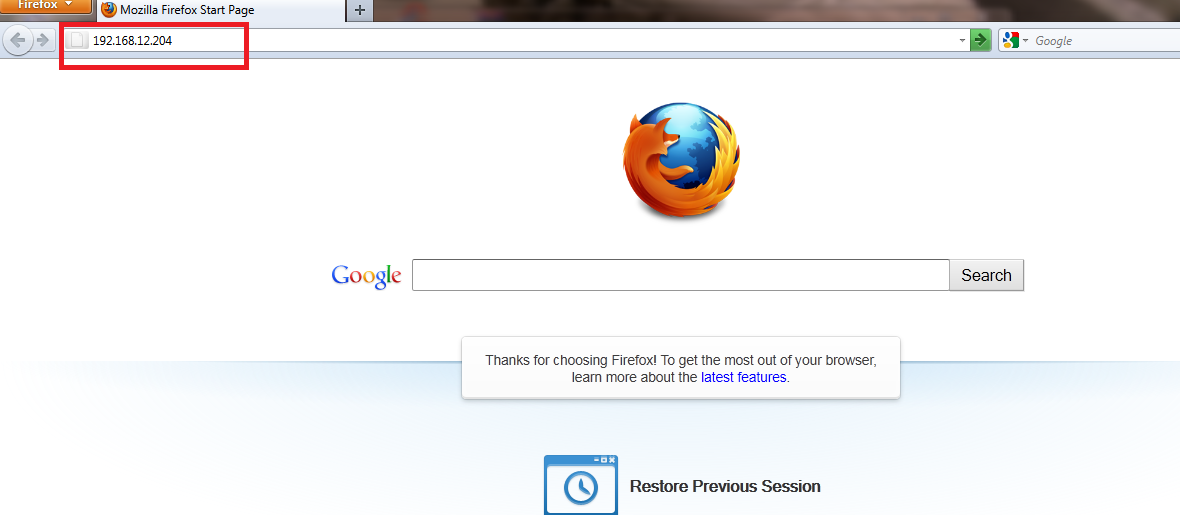 Firefox
Mozilla Firefox Start Page
192.168.12.204
Google
Google
Search
Thanks for choosing Firefox! To get the most out of your browser,
learn more about the latest features.
Restore Previous Session